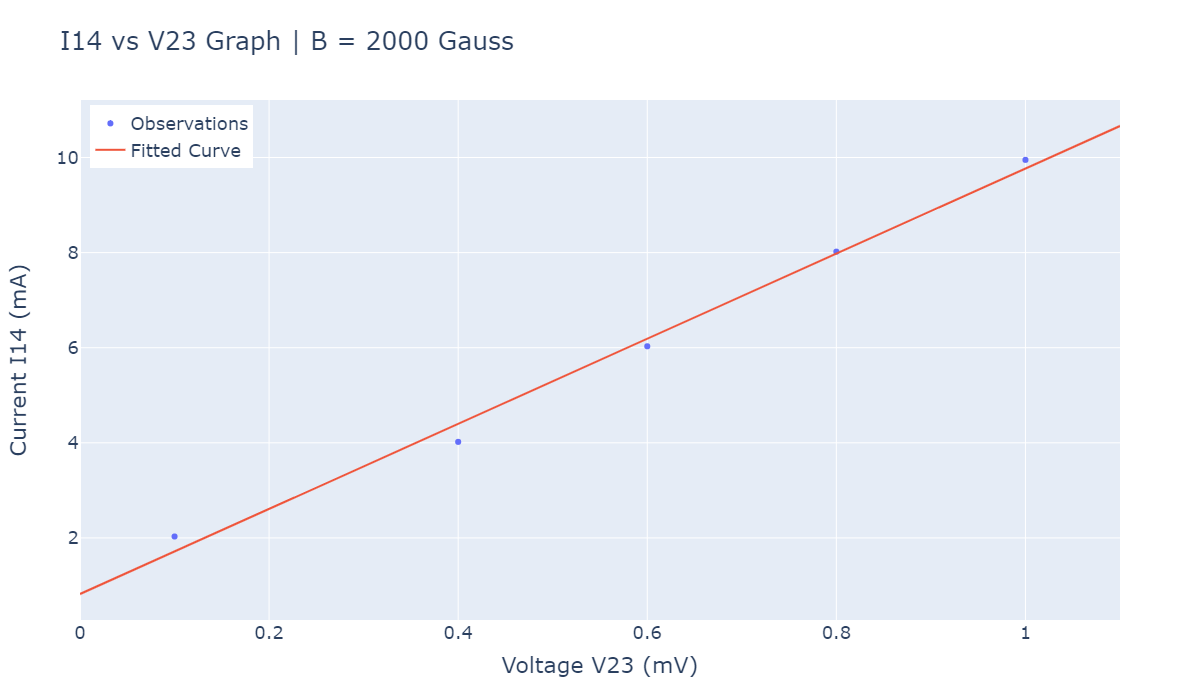 I14 vs V23 Graph | B = 2000 Gauss
Observations
Fitted Curve
10
8
6
4
2
Current I14 (mA)
0
0.2
0.4
0.6
0.8
1
Voltage V23 (mV)